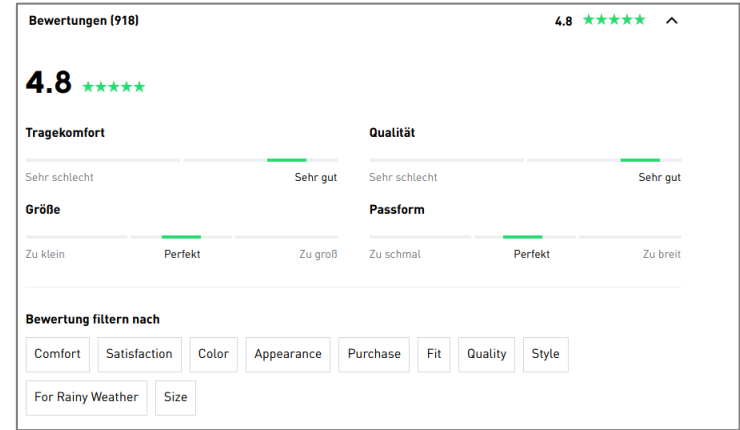 Bewertungen (918) 4.8
4.8
Tragekomfort Qualität
Sehr schlecht Sehr gut Sehr schlecht Sehr gut
Größe Passform
Zu klein Perfekt Zu groß Zu schmal Perfekt Zu breit
Bewertung filtern nach
Comfort Satisfaction Color Appearance Purchase Fit Quality Style
For Rainy Weather Size